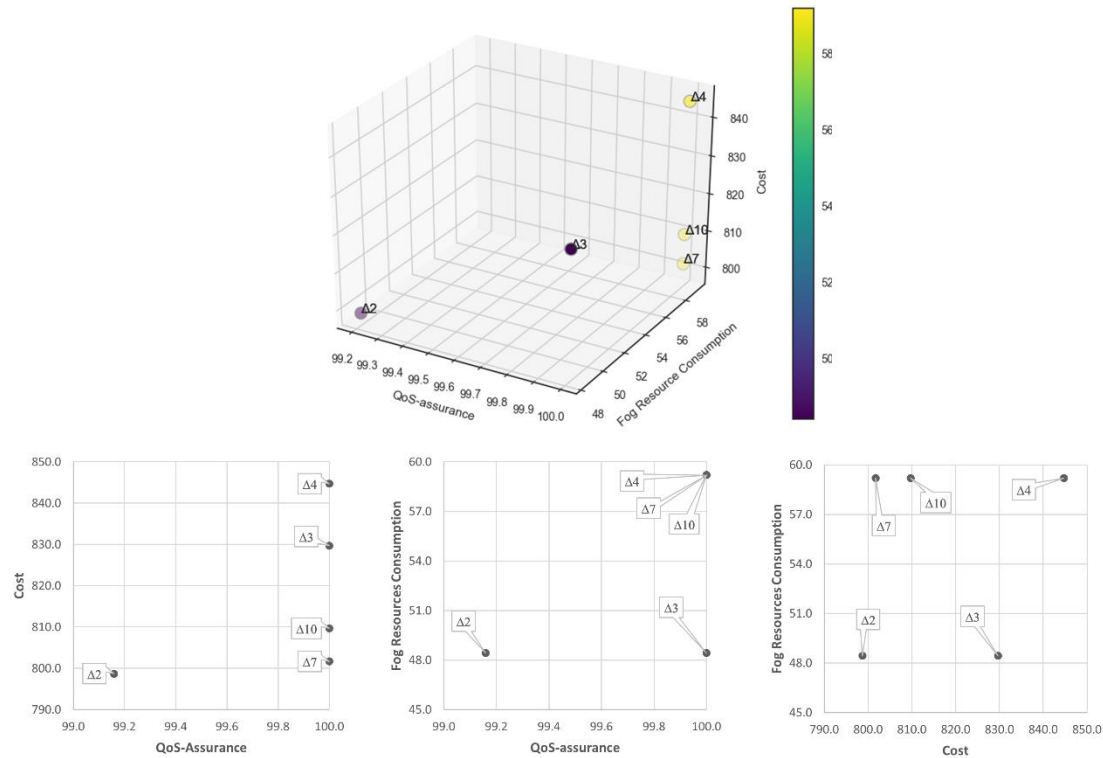 Δ4
Δ10
Δ7
Δ3
Δ2
840
830
820
810
800
Cost
58
56
54
52
50
48
Fog Resource Consumption
99.2 99.3 99.4 99.5 99.6 99.7 99.8 99.9 100.0
QoS-assurance
58
56
54
52
50
850.0
840.0
830.0
820.0
810.0
800.0
790.0
Cost
Δ4
Δ3
Δ10
Δ7
Δ2
99.0 99.2 99.4 99.6 99.8 100.0
QoS-Assurance
60.0
57.0
54.0
51.0
48.0
45.0
Fog Resources Consumption
Δ4
Δ7
Δ10
Δ2
Δ3
99.0 99.2 99.4 99.6 99.8 100.0
QoS-assurance
60.0
57.0
54.0
51.0
48.0
45.0
Fog Resources Consumption
Δ7
Δ10
Δ4
Δ2
Δ3
790.0 800.0 810.0 820.0 830.0 840.0 850.0
Cost